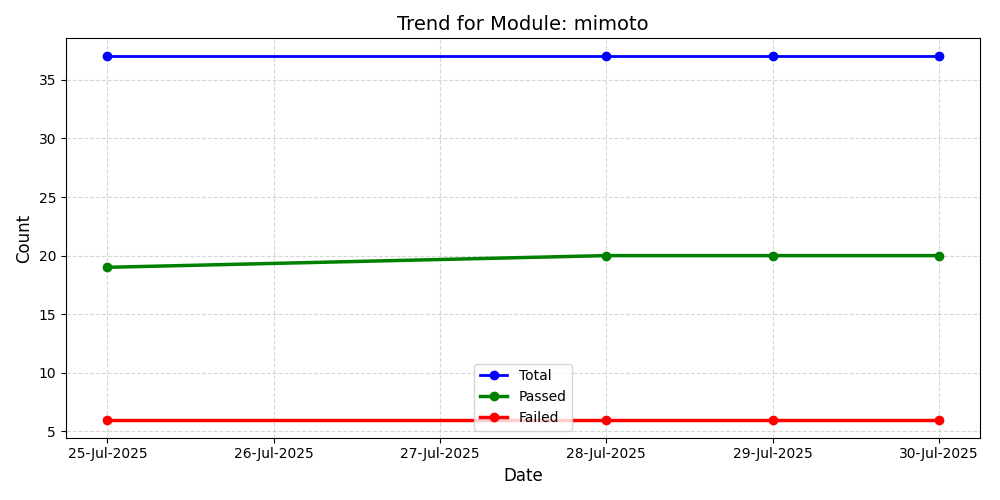 Trend for Module: mimoto
Count
35
30
25
20
15
10
5
Total
Passed
Failed
25-Jul-2025 26-Jul-2025 27-Jul-2025 28-Jul-2025 29-Jul-2025 30-Jul-2025
Date